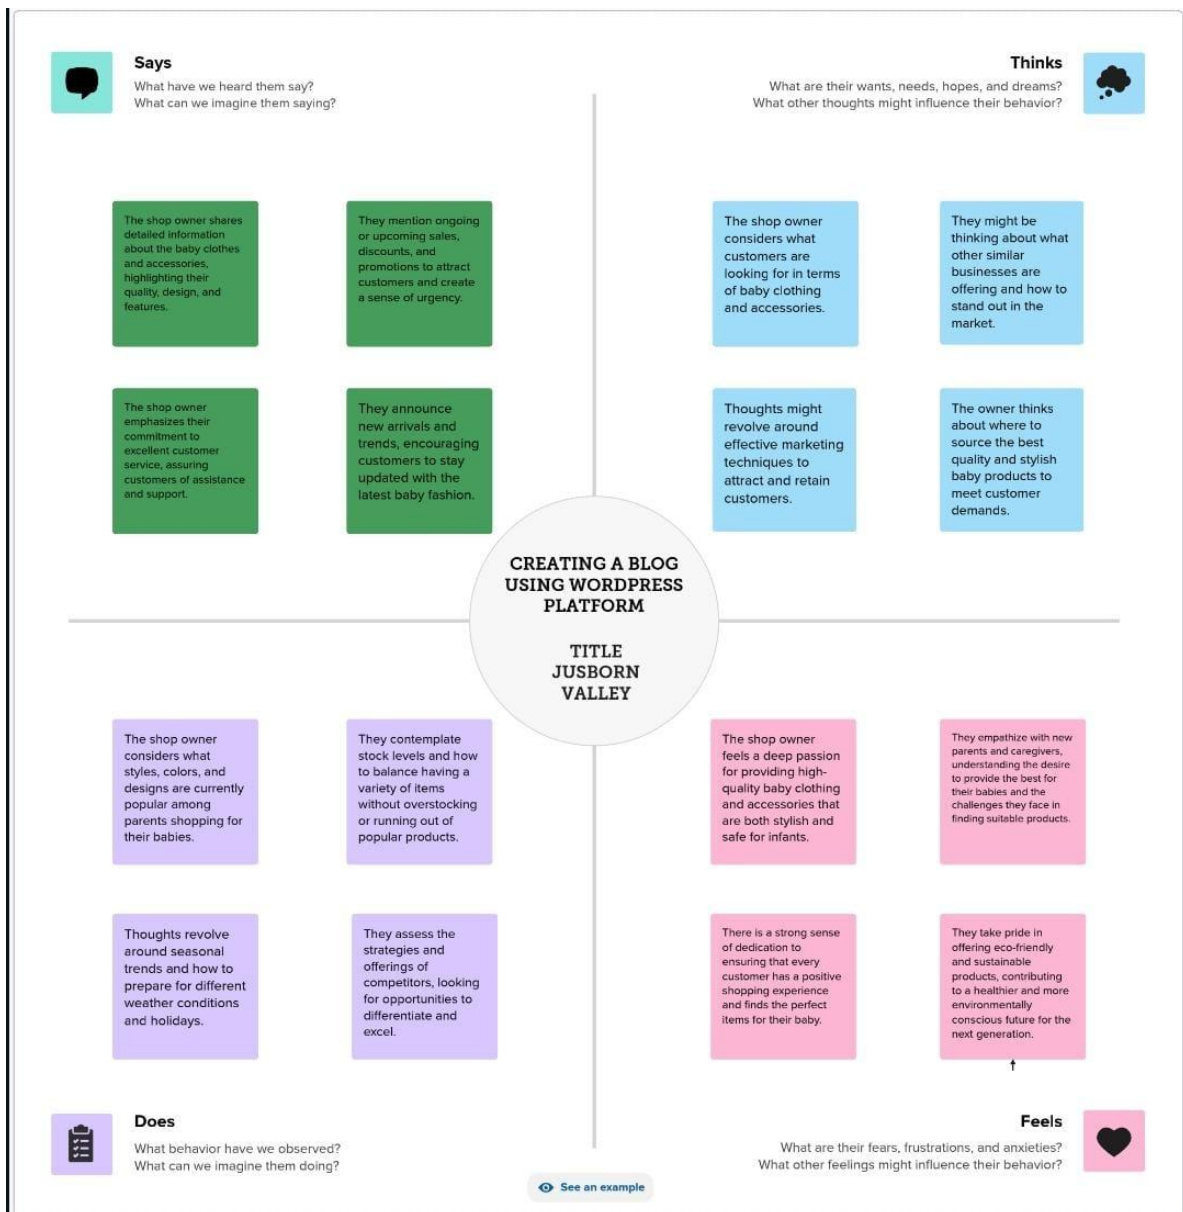 Says
What have we heard them say?
What can we imagine them saying?
Thinks
What are their wants, needs, hopes, and dreams?
What other thoughts might influence their behavior?
The shop owner shares
detailed information
about the baby clothes
and accessories,
highlighting their
quality, design, and
features.
They mention ongoing
or upcoming sales,
discounts, and
promotions to attract
customers and create
a sense of urgency.
The shop owner
considers what
customers are
looking for in terms
of baby clothing
and accessories.
They might be
thinking about what
other similar
businesses are
offering and how to
stand out in the
market.
The shop owner
emphasizes their
commitment to
excellent customer
service, assuring
customers of assistance
and support.
They announce
new arrivals and
trends, encouraging
customers to stay
updated with the
latest baby fashion.
Thoughts might
revolve around
effective marketing
techniques to
attract and retain
customers.
The owner thinks
about where to
source the best
quality and stylish
baby products to
meet customer
demands.
CREATING A BLOG
USING WORDPRESS
PLATFORM
TITLE
JUSBORN
VALLEY
The shop owner
considers what
styles, colors, and
designs are currently
popular among
parents shopping for
their babies.
They contemplate
stock levels and how
to balance having a
variety of items
without overstocking
or running out of
popular products.
The shop owner
feels a deep passion
for providing high-
quality baby clothing
and accessories that
are both stylish and
safe for infants.
They empathize with new
parents and caregivers,
understanding the desire
to provide the best for
their babies and the
challenges they face in
finding suitable products.
Thoughts revolve
around seasonal
trends and how to
prepare for different
weather conditions
and holidays.
They assess the
strategies and
offerings of
competitors, looking
for opportunities to
differentiate and
excel.
There is a strong sense
of dedication to
ensuring that every
customer has a positive
shopping experience
and finds the perfect
items for their baby.
They take pride in
offering eco-friendly
and sustainable
products, contributing
to a healthier and more
environmentally
conscious future for the
next generation.
Does
What behavior have we observed?
What can we imagine them doing?
Feels
What are their fears, frustrations, and anxieties?
What other feelings might influence their behavior?
See an example